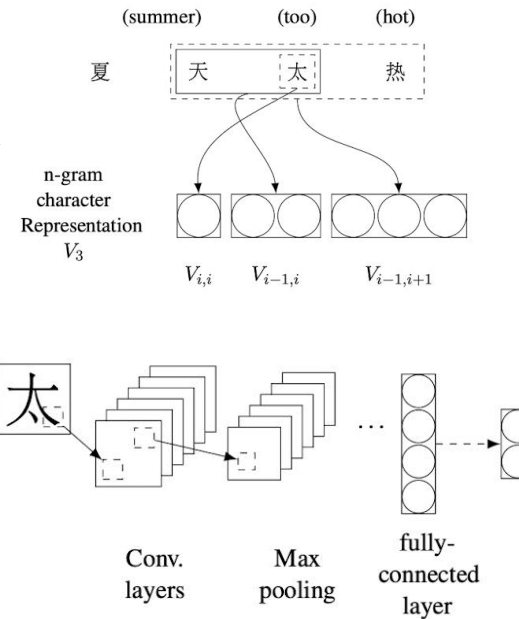 (summer) (too) (hot)
夏 天 太 热
n-gram
character
Representation
V₃
Vᵢ,ᵢ Vᵢ₋₁,ᵢ Vᵢ₋₁,ᵢ₊₁
太
...
Conv.
layers
Max
pooling
fully-
connected
layer